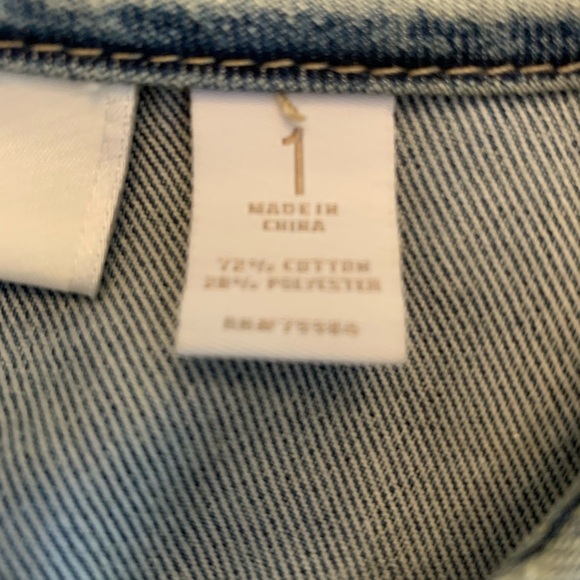 1
MADE IN
CHINA
72% COTTON
28% POLYESTER